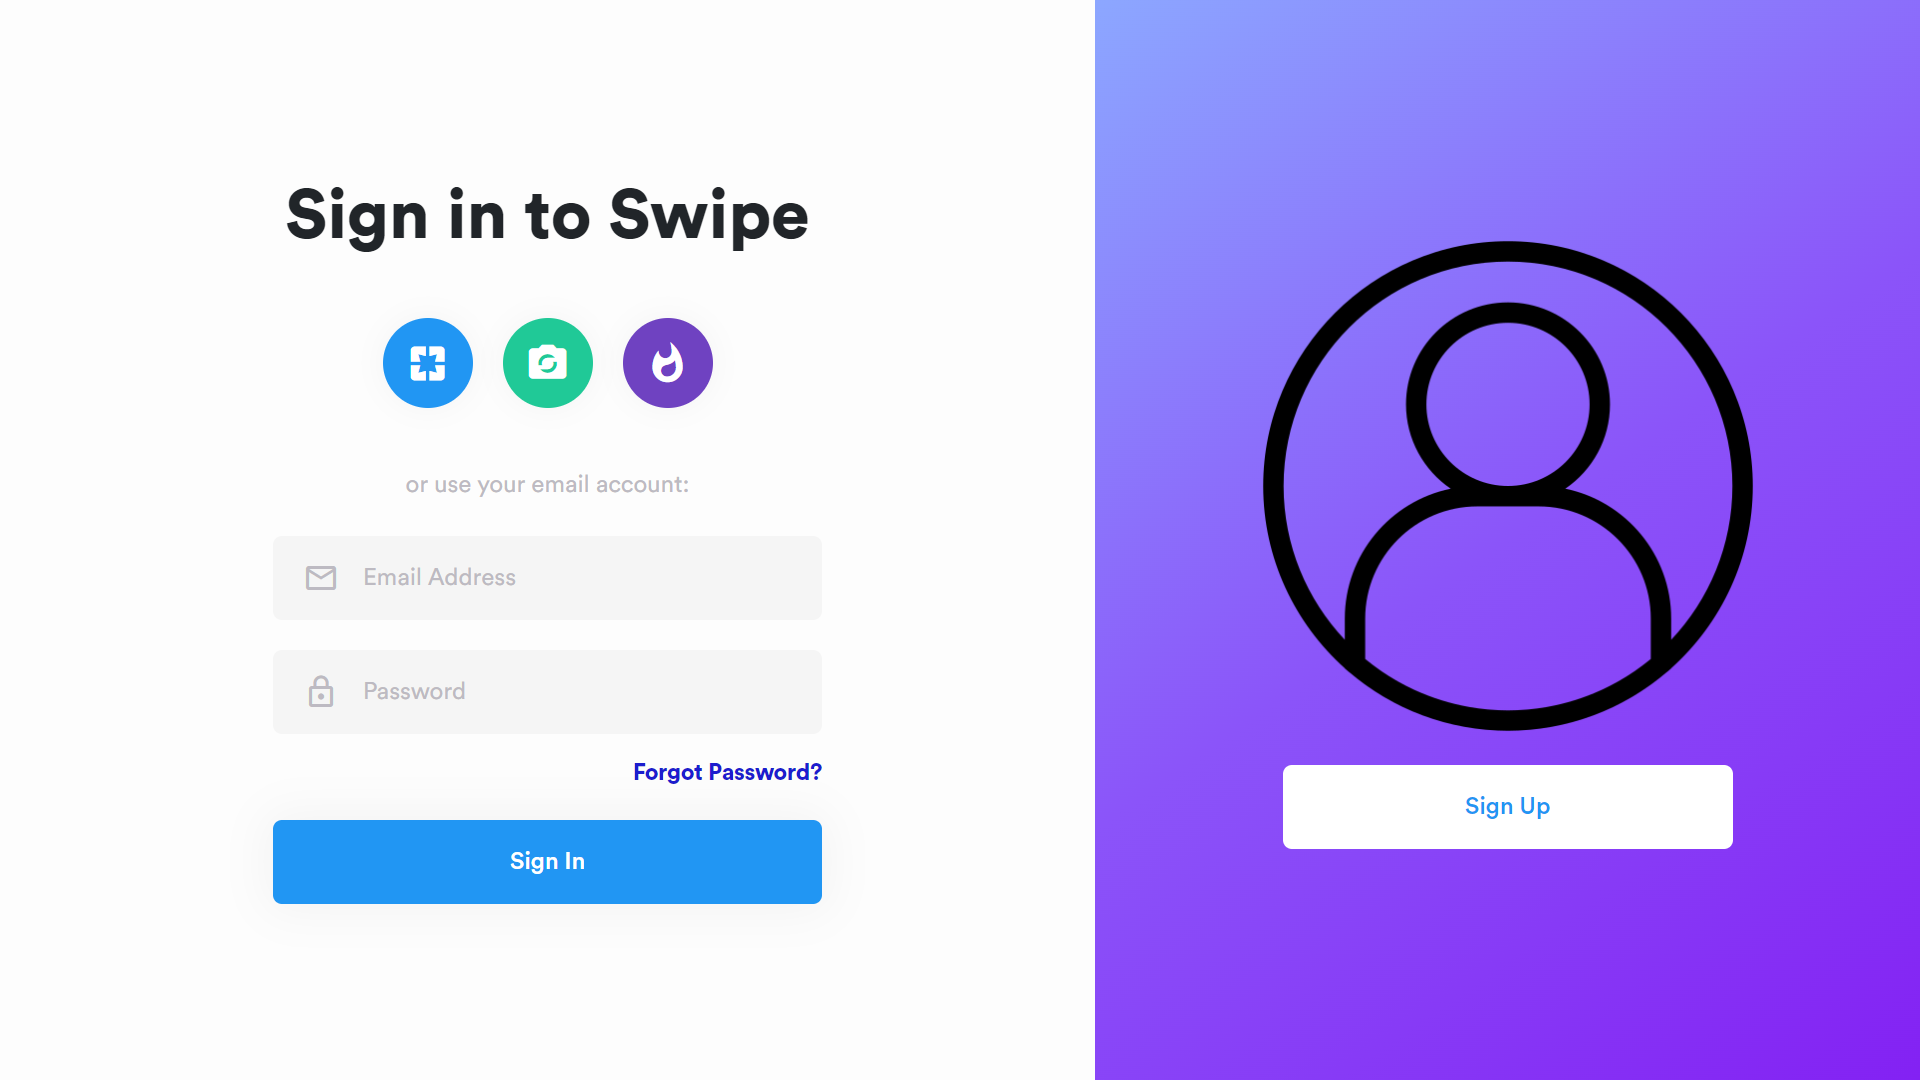 Sign in to Swipe
or use your email account:
Email Address
Password
Forgot Password?
Sign In
Sign Up